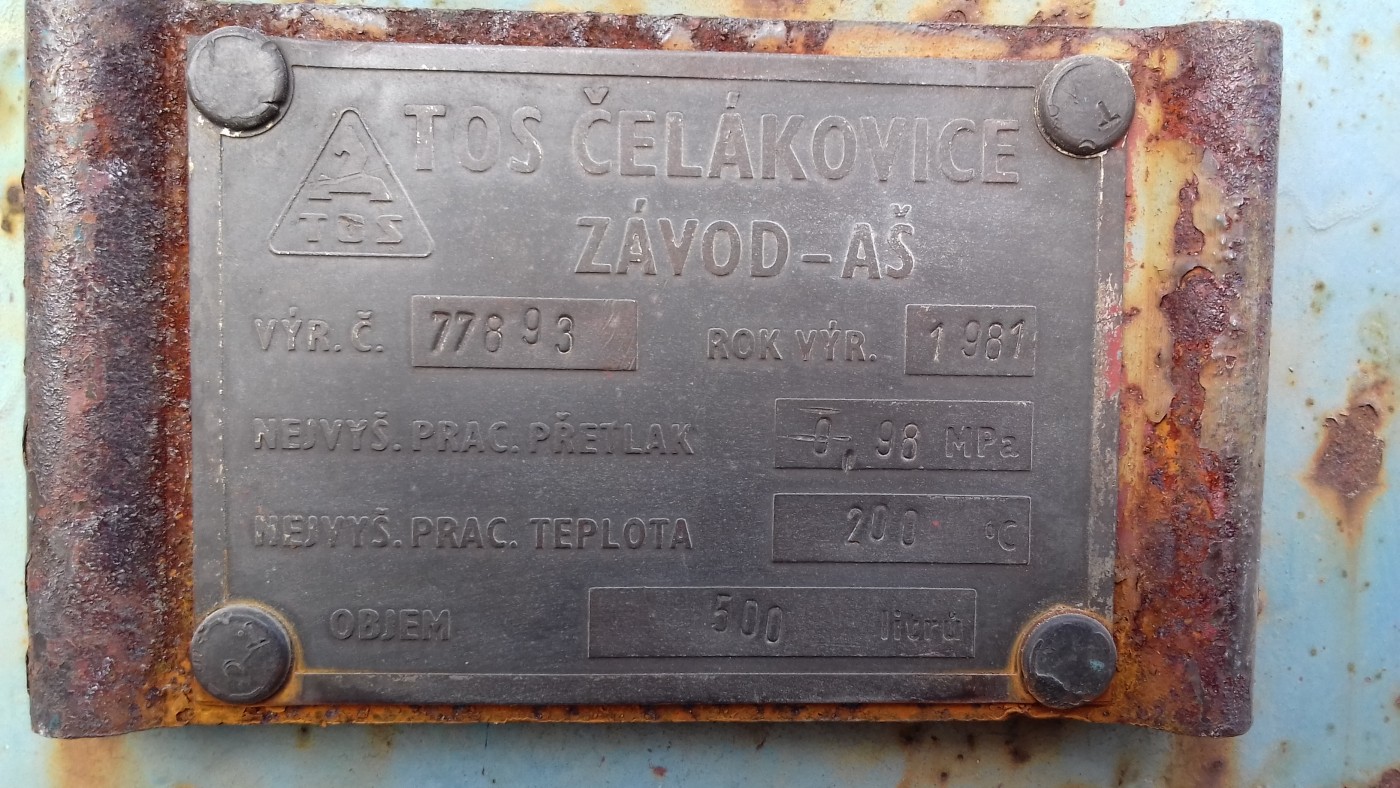 TOS ČELÁKOVICE
TOS
ZÁVOD-AŠ
VÝR. Č. 77893 ROK VÝR. 1981
NEJVYŠ. PRAC. PŘETLAK 0,98 MPa
NEJVYŠ. PRAC. TEPLOTA 200 °C
OBJEM 500 litrů